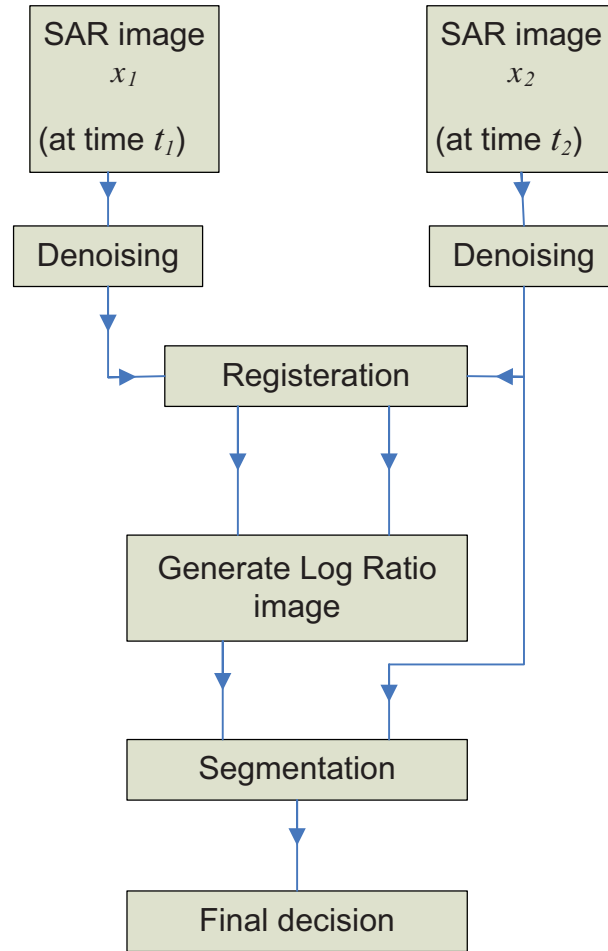 SAR image
x1
(at time t1)
SAR image
x2
(at time t2)
Denoising
Denoising
Registeration
Generate Log Ratio
image
Segmentation
Final decision